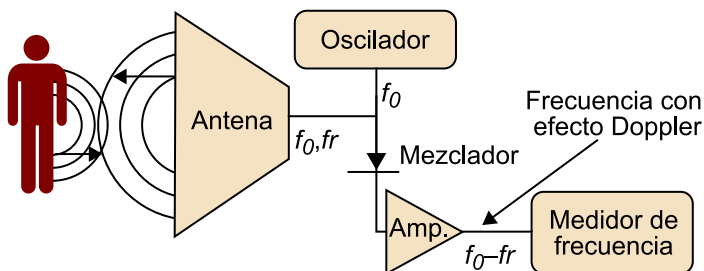 Oscilador
f0
Antena
f0,fr
Mezclador
Frecuencia con
efecto Doppler
Amp.
f0–fr
Medidor de
frecuencia